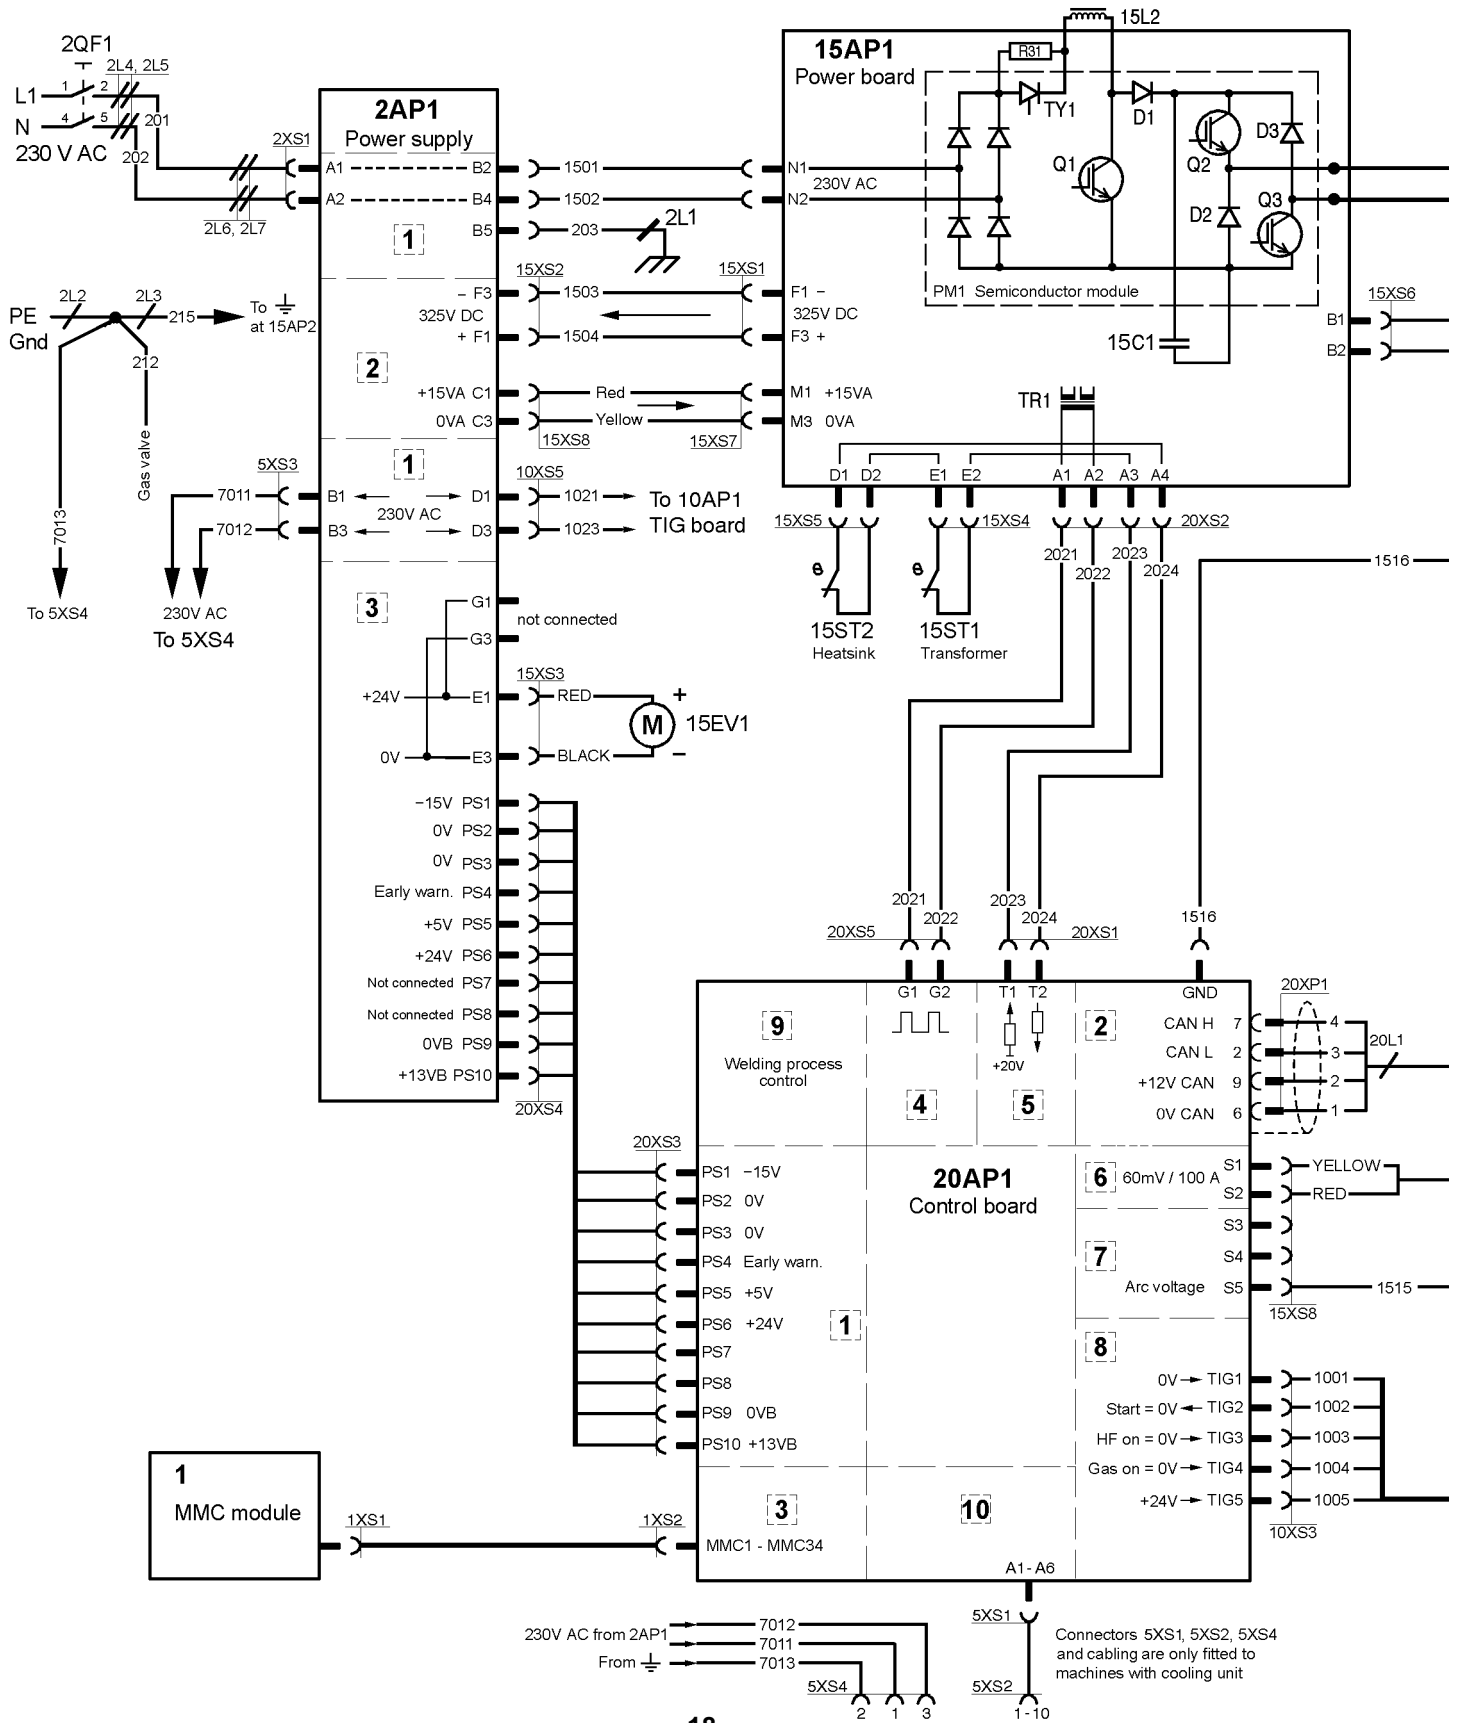 2QF1
2L4, 2L5
L1
1
2
N
4
5
201
230 V AC
202
2XS1
2L6, 2L7
2AP1
Power supply
A1
B2
1501
A2
B4
1502
1
B5
203
2L1
15XS2
15XS1
– F3
1503
325V DC
+ F1
1504
2
+15VA C1
Red
0VA C3
Yellow
15XS8
15XS7
PE
Gnd
2L2
2L3
215
To
at 15AP2
212
Gas valve
7013
To 5XS4
5XS3
7011
7012
230V AC
To 5XS4
1
10XS5
B1
D1
1021
230V AC
B3
D3
1023
To 10AP1
TIG board
3
G1
not connected
G3
15XS3
+24V
E1
RED
+
M
15EV1
0V
E3
BLACK
–
–15V PS1
0V PS2
0V PS3
Early warn. PS4
+5V PS5
+24V PS6
Not connected PS7
Not connected PS8
0VB PS9
+13VB PS10
20XS4
15L2
15AP1
Power board
R31
TY1
D1
Q1
Q2
D3
D2
Q3
N1
230V AC
N2
PM1 Semiconductor module
F1 –
325V DC
F3 +
15C1
15XS6
B1
B2
M1 +15VA
M3 0VA
TR1
D1
D2
E1
E2
A1
A2
A3
A4
15XS5
15XS4
20XS2
2021
2022
2023
2024
1516
15ST2
Heatsink
15ST1
Transformer
2021
2022
2023
2024
1516
20XS5
20XS1
G1
G2
T1
T2
GND
+20V
9
Welding process
control
4
5
2
20XP1
CAN H 7
4
CAN L 2
3
20L1
+12V CAN 9
2
0V CAN 6
1
20XS3
20AP1
Control board
PS1 –15V
PS2 0V
PS3 0V
PS4 Early warn.
PS5 +5V
PS6 +24V
PS7
PS8
PS9 0VB
PS10 +13VB
1
6
60mV / 100 A
S1
YELLOW
S2
RED
S3
7
S4
Arc voltage S5
1515
15XS8
8
0V
TIG1
1001
Start = 0V
TIG2
1002
HF on = 0V
TIG3
1003
Gas on = 0V
TIG4
1004
+24V
TIG5
1005
10XS3
1
MMC module
1XS1
1XS2
3
MMC1 - MMC34
10
A1 - A6
230V AC from 2AP1
7012
7011
From
7013
5XS4
2
1
3
5XS1
5XS2
1 - 10
Connectors 5XS1, 5XS2, 5XS4
and cabling are only fitted to
machines with cooling unit